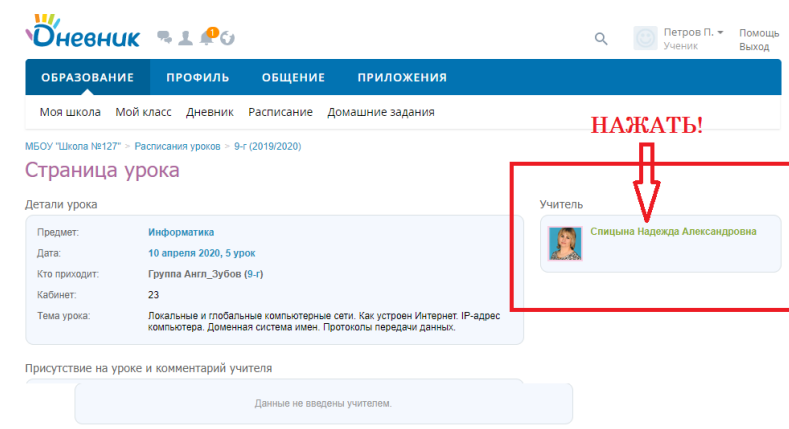 Дневник
1
Петров П.
Помощь
Ученик
Выход
ОБРАЗОВАНИЕ ПРОФИЛЬ ОБЩЕНИЕ ПРИЛОЖЕНИЯ
Моя школа Мой класс Дневник Расписание Домашние задания
НАЖАТЬ!
МБОУ "Школа №127" > Расписания уроков > 9-г (2019/2020)
Страница урока
Детали урока
Предмет: Информатика
Дата: 10 апреля 2020, 5 урок
Кто приходит: Группа Англ_Зубов (9-г)
Кабинет: 23
Тема урока: Локальные и глобальные компьютерные сети. Как устроен Интернет. IP-адрес
компьютера. Доменная система имен. Протоколы передачи данных.
Учитель
Спицына Надежда Александровна
Присутствие на уроке и комментарий учителя
Данные не введены учителем.